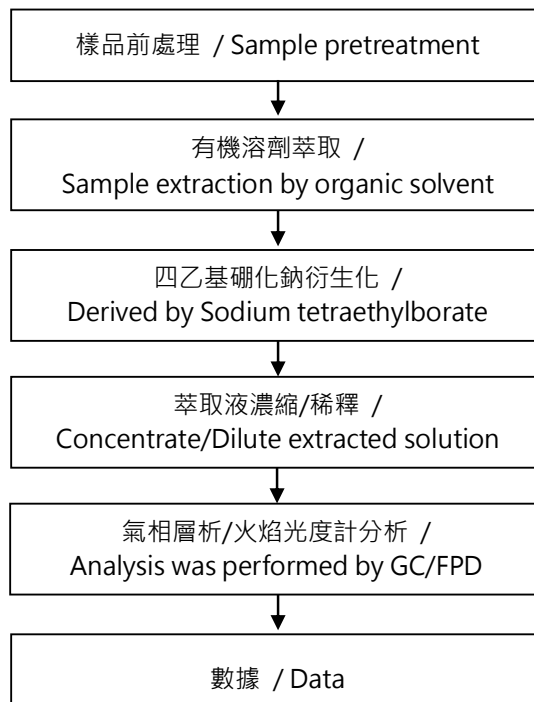 樣品前處理 / Sample pretreatment
有機溶劑萃取 /
Sample extraction by organic solvent
四乙基硼化鈉衍生化 /
Derived by Sodium tetraethylborate
萃取液濃縮/稀釋 /
Concentrate/Dilute extracted solution
氣相層析/火焰光度計分析 /
Analysis was performed by GC/FPD
數據 / Data